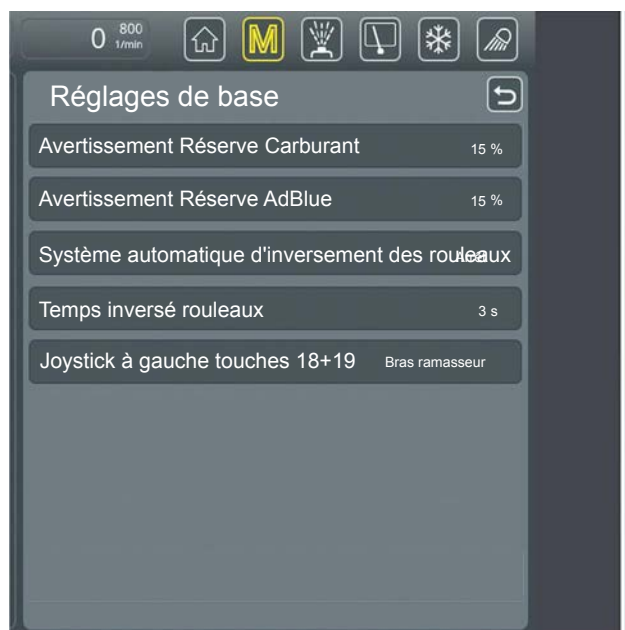 0 800
1/min
M
Réglages de base
Avertissement Réserve Carburant 15 %
Avertissement Réserve AdBlue 15 %
Système automatique d'inversement des rouleaux
Temps inversé rouleaux 3 s
Joystick à gauche touches 18+19 Bras ramasseur